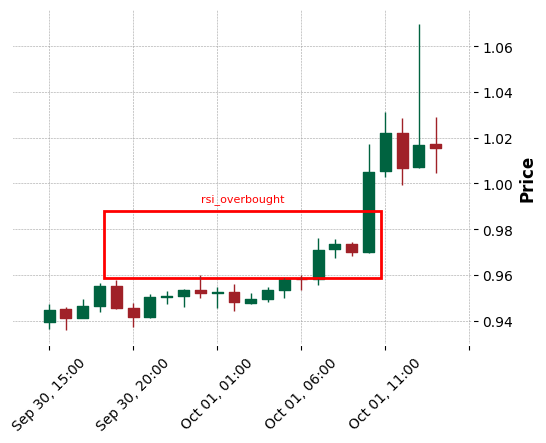 1.06
1.04
1.02
1.00
0.98
0.96
0.94
Price
rsi_overbought
Sep 30, 15:00
Sep 30, 20:00
Oct 01, 01:00
Oct 01, 06:00
Oct 01, 11:00